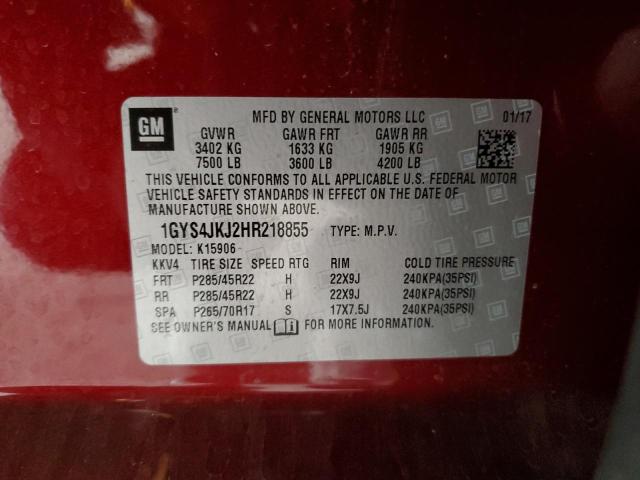 GM
MFD BY GENERAL MOTORS LLC 01/17
GVWR GAWR FRT GAWR RR
3402 KG 1633 KG 1905 KG
7500 LB 3600 LB 4200 LB
THIS VEHICLE CONFORMS TO ALL APPLICABLE U.S. FEDERAL MOTOR
VEHICLE SAFETY STANDARDS IN EFFECT ON THE DATE OF
MANUFACTURE SHOWN ABOVE.
1GYS4JKJ2HR218855 TYPE: M.P.V.
MODEL: K15906
KKV4 TIRE SIZE SPEED RTG RIM COLD TIRE PRESSURE
FRT P285/45R22 H 22X9J 240KPA(35PSI)
RR P285/45R22 H 22X9J 240KPA(35PSI)
SPA P265/70R17 S 17X7.5J 240KPA(35PSI)
SEE OWNER'S MANUAL FOR MORE INFORMATION.